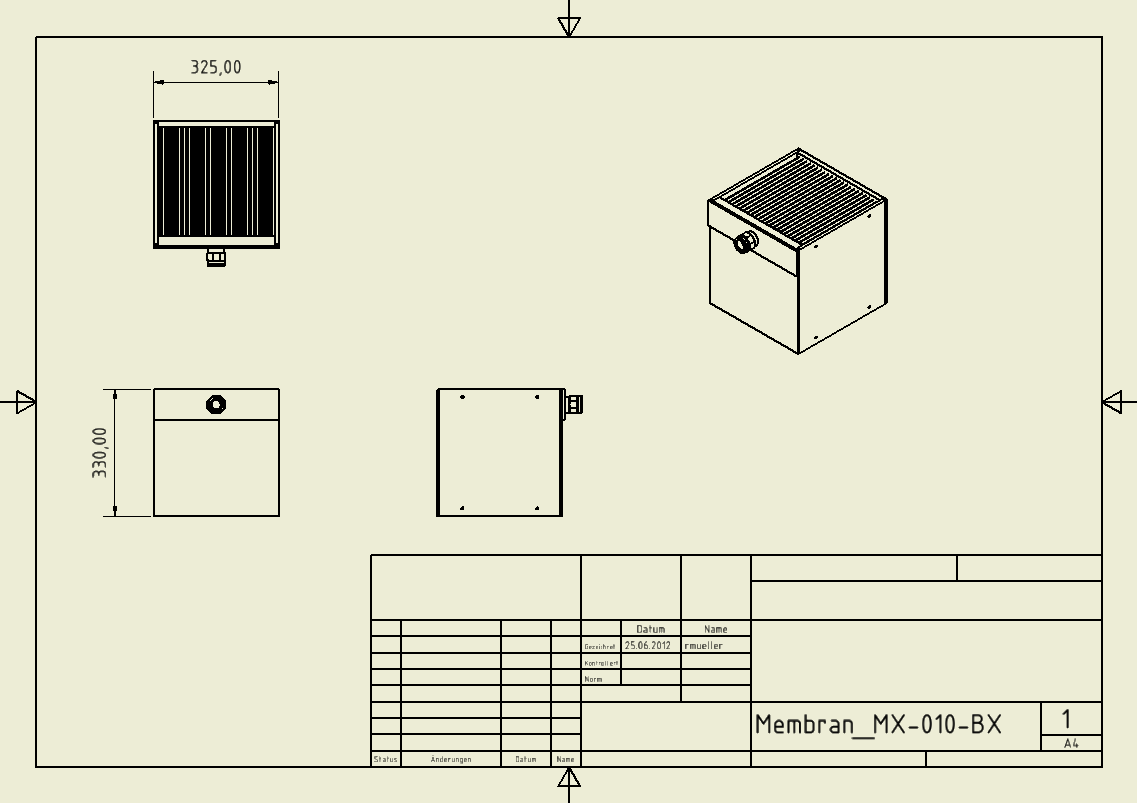 325,00
330,00
Datum Name
Gezeichnet 25.06.2012 rmueller
Kontrolliert
Norm
Membran_MX-010-BX
1
A4
Status Änderungen Datum Name